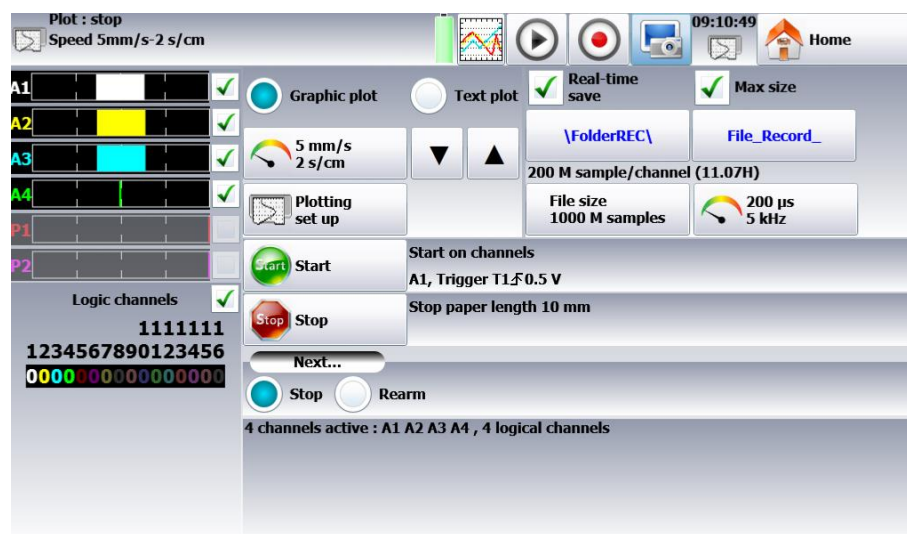 Plot : stop
Speed 5mm/s-2 s/cm
09:10:49
Home
A1
A2
A3
A4
P1
P2
Logic channels
1111111
1234567890123456
0000000000000000
Graphic plot
Text plot
Real-time
save
Max size
5 mm/s
2 s/cm
▼
▲
\FolderREC\
File_Record_
200 M sample/channel (11.07H)
Plotting
set up
File size
1000 M samples
200 µs
5 kHz
Start
Start
Start on channels
A1, Trigger T1 0.5 V
Stop
Stop
Stop paper length 10 mm
Next...
Stop
Rearm
4 channels active : A1 A2 A3 A4 , 4 logical channels